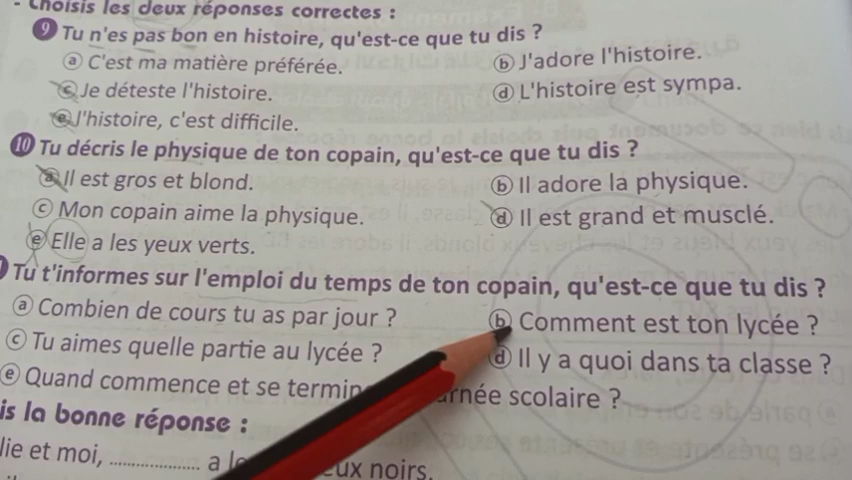 - Choisis les deux réponses correctes :
9 Tu n'es pas bon en histoire, qu'est-ce que tu dis ?
a C'est ma matière préférée. b J'adore l'histoire.
c Je déteste l'histoire. d L'histoire est sympa.
e L'histoire, c'est difficile.
10 Tu décris le physique de ton copain, qu'est-ce que tu dis ?
a Il est gros et blond. b Il adore la physique.
c Mon copain aime la physique. d Il est grand et musclé.
e Elle a les yeux verts.
Tu t'informes sur l'emploi du temps de ton copain, qu'est-ce que tu dis ?
a Combien de cours tu as par jour ? b Comment est ton lycée ?
c Tu aimes quelle partie au lycée ? d Il y a quoi dans ta classe ?
e Quand commence et se termin rnée scolaire ?
is la bonne réponse :
lie et moi, .................... a le ux noirs.